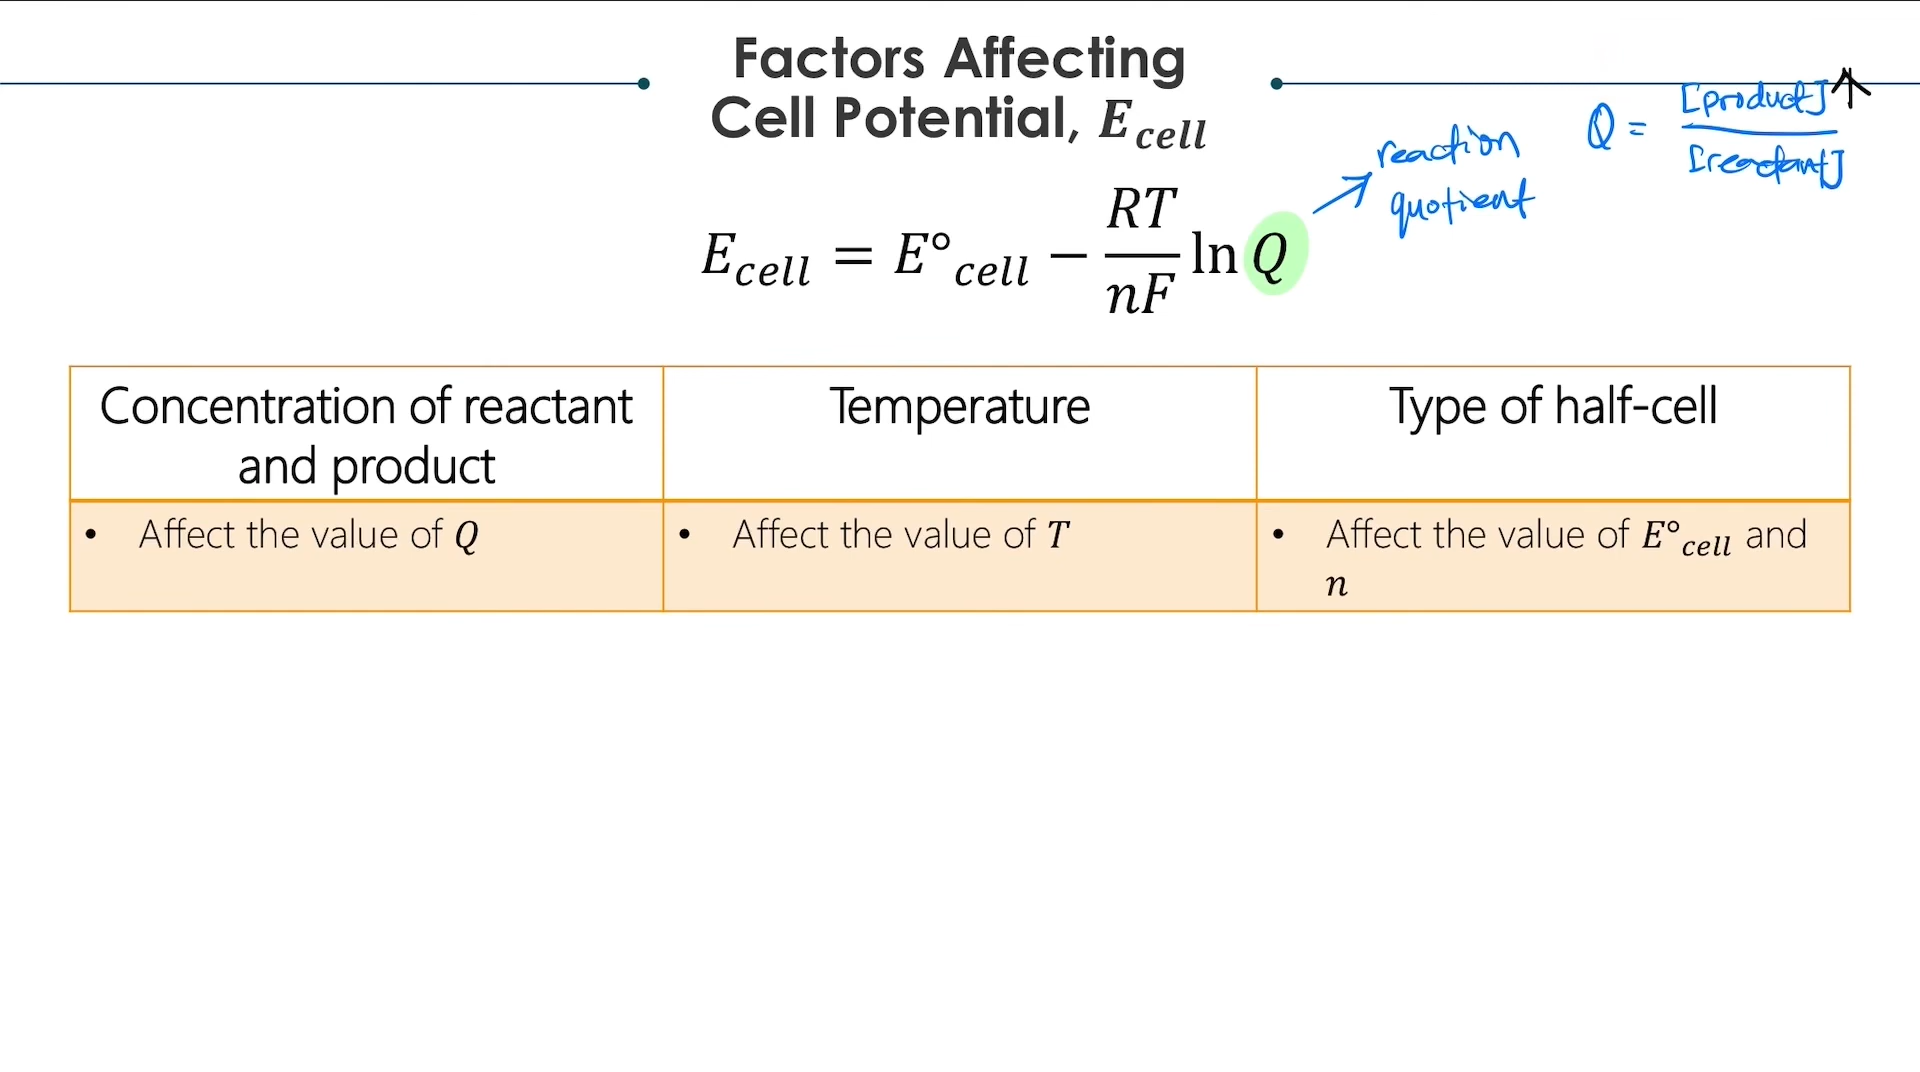 Factors Affecting
Cell Potential, E_cell
Q = [product] ↑ / [reactant]
reaction
quotient
E_cell = E°_cell − RT/nF ln Q
Concentration of reactant
and product
Temperature
Type of half-cell
• Affect the value of Q
• Affect the value of T
• Affect the value of E°_cell and
n